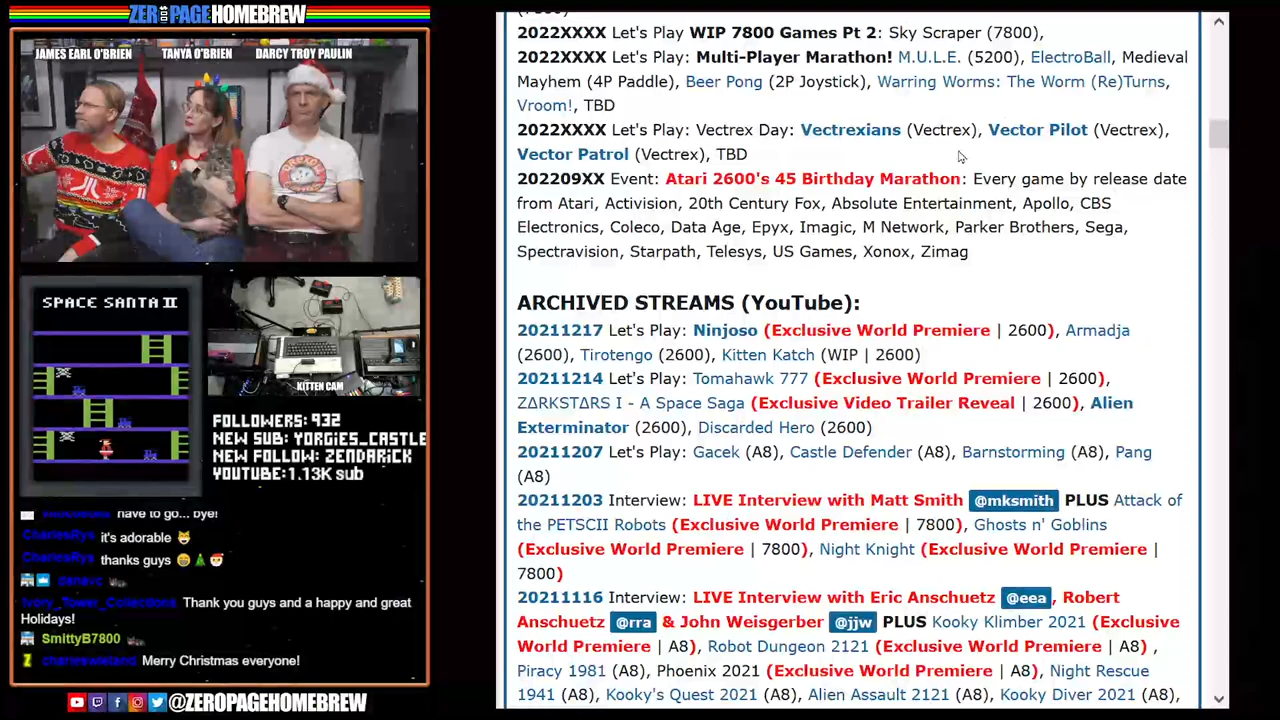 ZERO PAGE HOMEBREW
JAMES EARL O'BRIEN TANYA O'BRIEN DARCY TROY PAULIN
SPACE SANTA II
KITTEN CAM
FOLLOWERS: 932
NEW SUB: YORGIES_CASTLE
NEW FOLLOW: ZENDARICK
YOUTUBE: 1.13K sub
have to go... bye!
CharlesRys it's adorable
CharlesRys thanks guys
Ivory_Tower_Collections Thank you guys and a happy and great
Holidays!
SmittyB7800
Merry Christmas everyone!
@ZEROPAGEHOMEBREW
2022XXXX Let's Play WIP 7800 Games Pt 2: Sky Scraper (7800),
2022XXXX Let's Play: Multi-Player Marathon! M.U.L.E. (5200), ElectroBall, Medieval
Mayhem (4P Paddle), Beer Pong (2P Joystick), Warring Worms: The Worm (Re)Turns,
Vroom!, TBD
2022XXXX Let's Play: Vectrex Day: Vectrexians (Vectrex), Vector Pilot (Vectrex),
Vector Patrol (Vectrex), TBD
202209XX Event: Atari 2600's 45 Birthday Marathon: Every game by release date
from Atari, Activision, 20th Century Fox, Absolute Entertainment, Apollo, CBS
Electronics, Coleco, Data Age, Epyx, Imagic, M Network, Parker Brothers, Sega,
Spectravision, Starpath, Telesys, US Games, Xonox, Zimag
ARCHIVED STREAMS (YouTube):
20211217 Let's Play: Ninjoso (Exclusive World Premiere | 2600), Armadja
(2600), Tirotengo (2600), Kitten Katch (WIP | 2600)
20211214 Let's Play: Tomahawk 777 (Exclusive World Premiere | 2600),
ZΔRKSTΔRS I - A Space Saga (Exclusive Video Trailer Reveal | 2600), Alien
Exterminator (2600), Discarded Hero (2600)
20211207 Let's Play: Gacek (A8), Castle Defender (A8), Barnstorming (A8), Pang
(A8)
20211203 Interview: LIVE Interview with Matt Smith @mksmith PLUS Attack of
the PETSCII Robots (Exclusive World Premiere | 7800), Ghosts n' Goblins
(Exclusive World Premiere | 7800), Night Knight (Exclusive World Premiere |
7800)
20211116 Interview: LIVE Interview with Eric Anschuetz @eea, Robert
Anschuetz @rra & John Weisgerber @jjw PLUS Kooky Klimber 2021 (Exclusive
World Premiere | A8), Robot Dungeon 2121 (Exclusive World Premiere | A8) ,
Piracy 1981 (A8), Phoenix 2021 (Exclusive World Premiere | A8), Night Rescue
1941 (A8), Kooky's Quest 2021 (A8), Alien Assault 2121 (A8), Kooky Diver 2021 (A8),